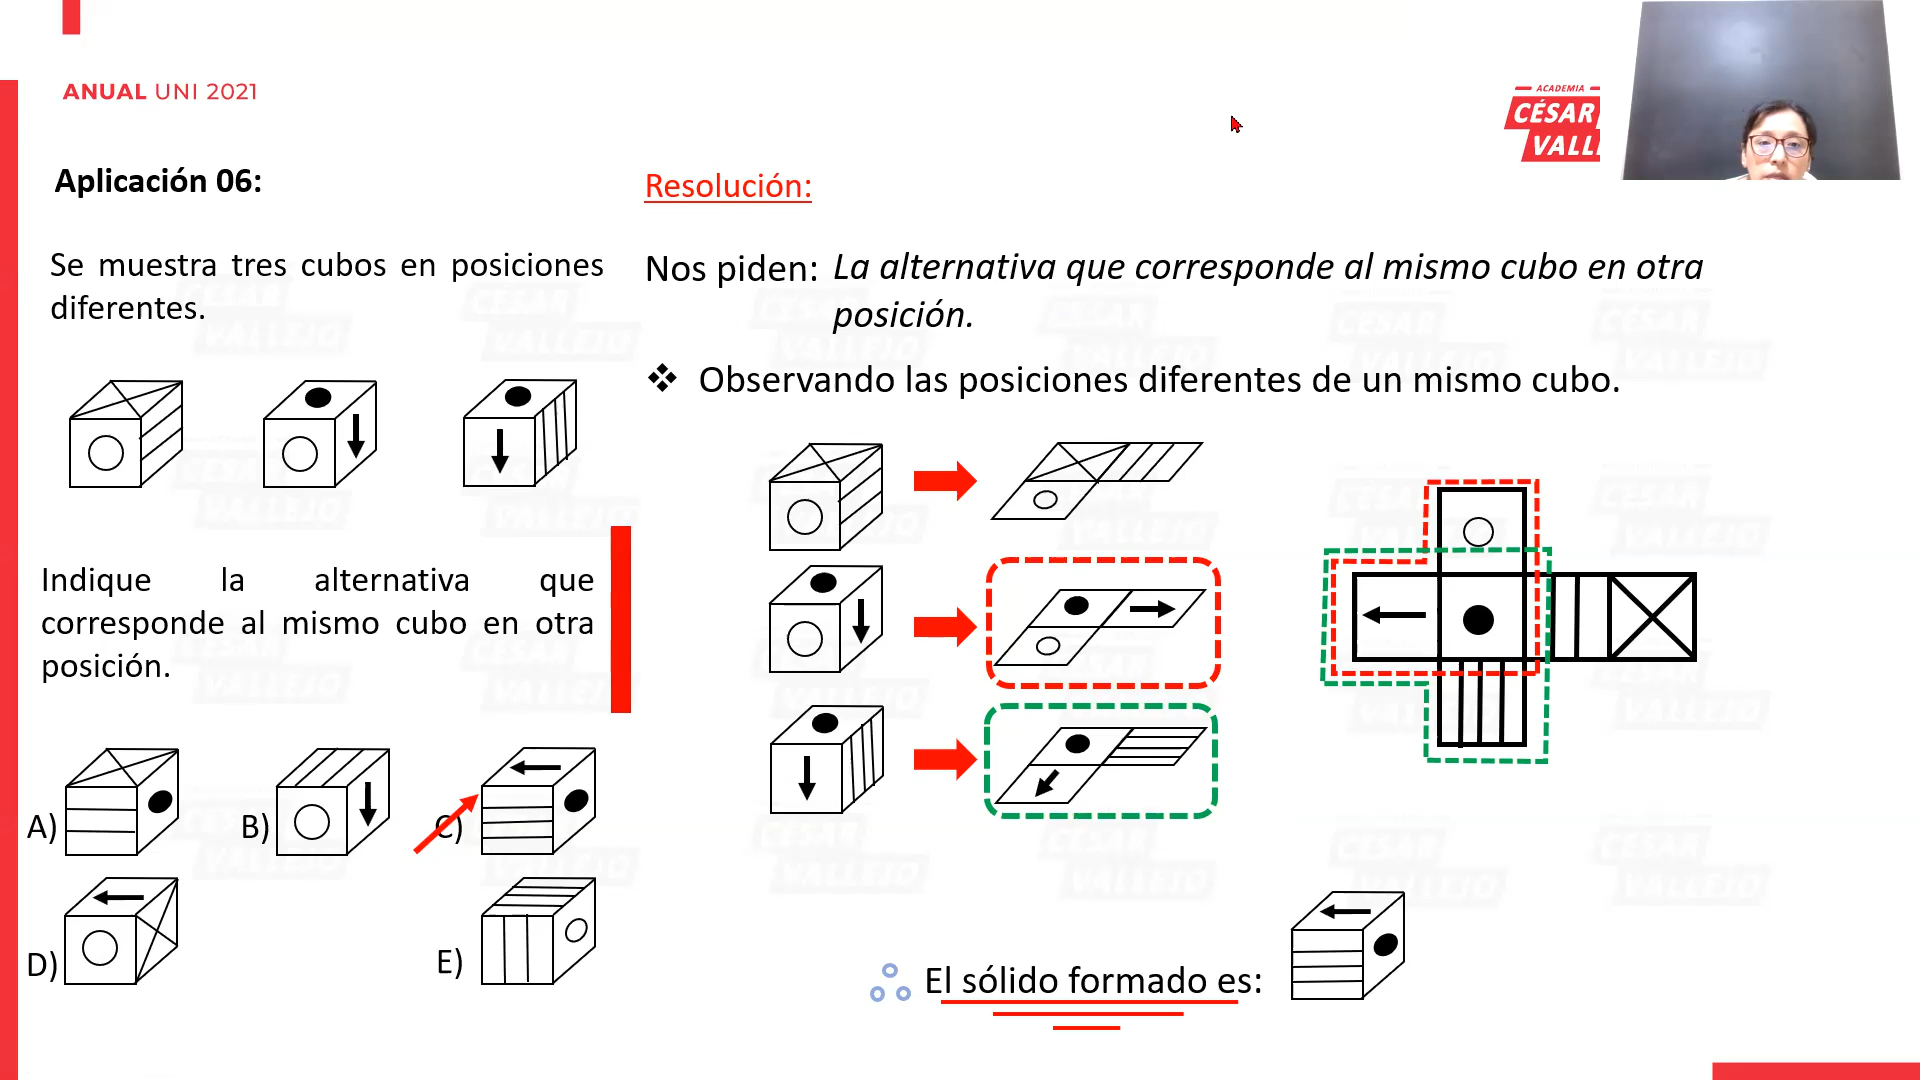 ANUAL UNI 2021
ACADEMIA
CÉSAR
VALL
Aplicación 06:
Se muestra tres cubos en posiciones
diferentes.
Indique la alternativa que
corresponde al mismo cubo en otra
posición.
A)
B)
C)
D)
E)
Resolución:
Nos piden: La alternativa que corresponde al mismo cubo en otra
posición.
❖ Observando las posiciones diferentes de un mismo cubo.
El sólido formado es: